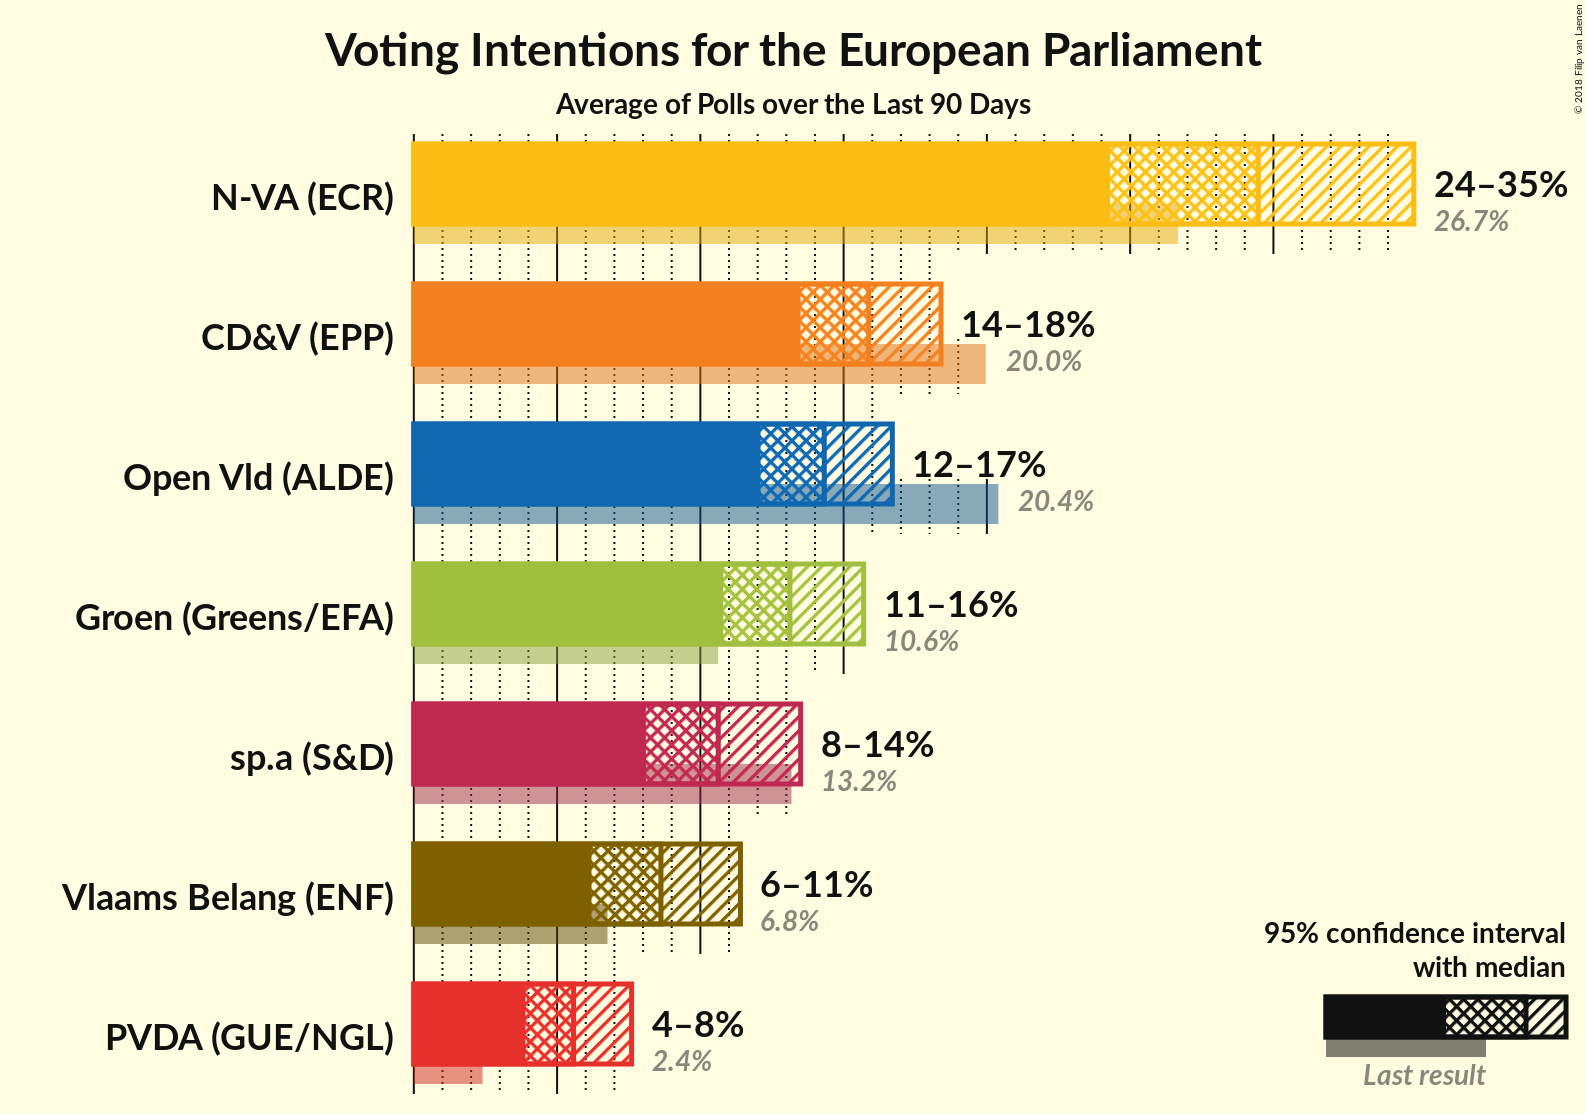 Voting Intentions for the European Parliament
Average of Polls over the Last 90 Days
© 2018 Filip van Laenen
N-VA (ECR)
24–35%
26.7%
CD&V (EPP)
14–18%
20.0%
Open Vld (ALDE)
12–17%
20.4%
Groen (Greens/EFA)
11–16%
10.6%
sp.a (S&D)
8–14%
13.2%
Vlaams Belang (ENF)
6–11%
6.8%
PVDA (GUE/NGL)
4–8%
2.4%
95% confidence interval
with median
Last result